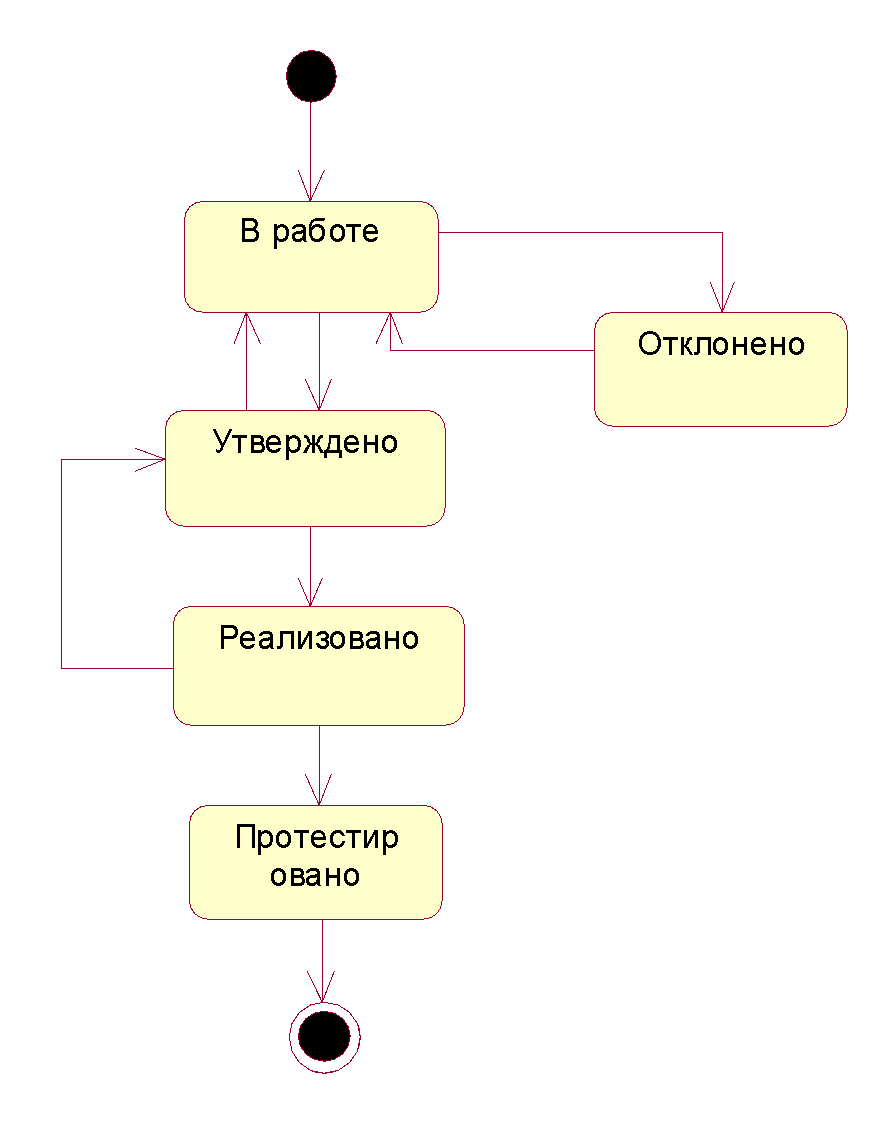 В работе
Отклонено
Утверждено
Реализовано
Протестир
овано